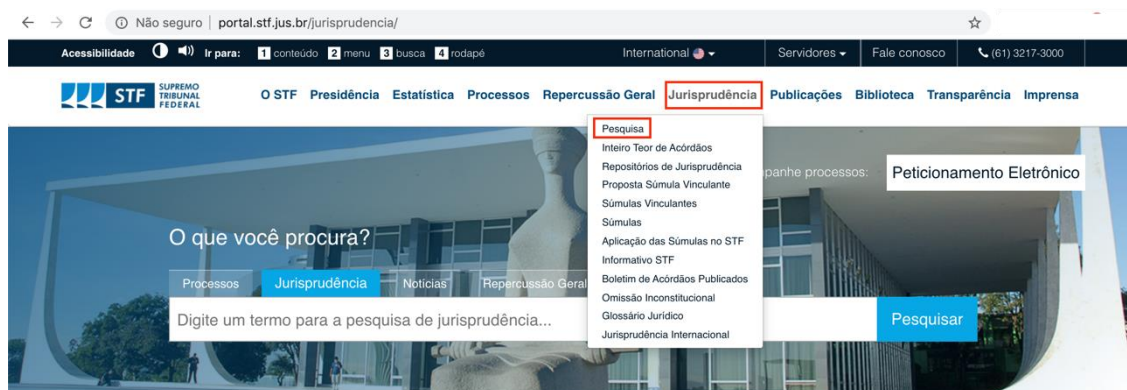 Não seguro | portal.stf.jus.br/jurisprudencia/
Acessibilidade Ir para: 1 conteúdo 2 menu 3 busca 4 rodapé International Servidores Fale conosco (61) 3217-3000
STF SUPREMO TRIBUNAL FEDERAL
O STF Presidência Estatística Processos Repercussão Geral Jurisprudência Publicações Biblioteca Transparência Imprensa
Pesquisa
Inteiro Teor de Acórdãos
Repositórios de Jurisprudência
Proposta Súmula Vinculante
Súmulas Vinculantes
Súmulas
Aplicação das Súmulas no STF
Informativo STF
Boletim de Acórdãos Publicados
Omissão Inconstitucional
Glossário Jurídico
Jurisprudência Internacional
processos:
Peticionamento Eletrônico
O que você procura?
Processos Jurisprudência Notícias Repercussão Geral
Digite um termo para a pesquisa de jurisprudência...
Pesquisar